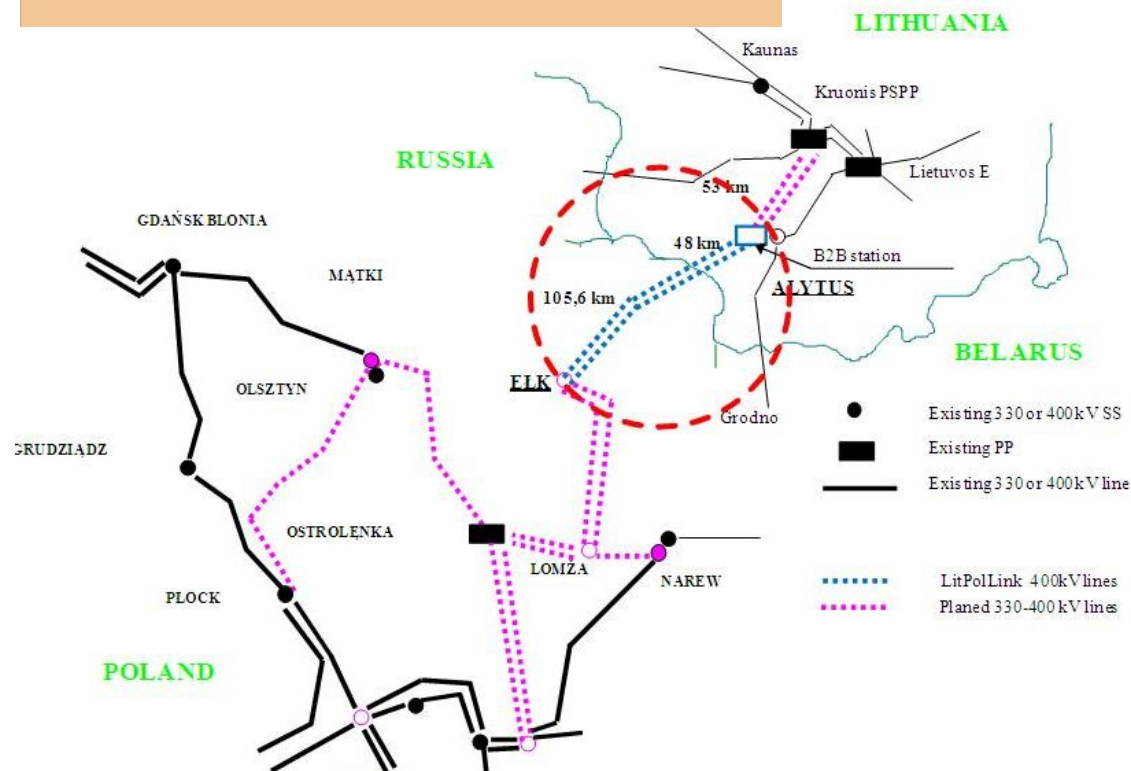 LITHUANIA
Kaunas
Kruonis PSPP
RUSSIA
Lietuvos E
53 km
GDAŃSK BLONIA
48 km
B2B station
MĄTKI
ALYTUS
105,6 km
BELARUS
OLSZTYN
EŁK
Grodno
Existing 330 or 400kV SS
GRUDZIĄDZ
Existing PP
Existing 330 or 400 kV line
OSTROLĘNKA
LOMZA
NAREW
LitPolLink 400kV lines
PLOCK
Planed 330-400 kV lines
POLAND